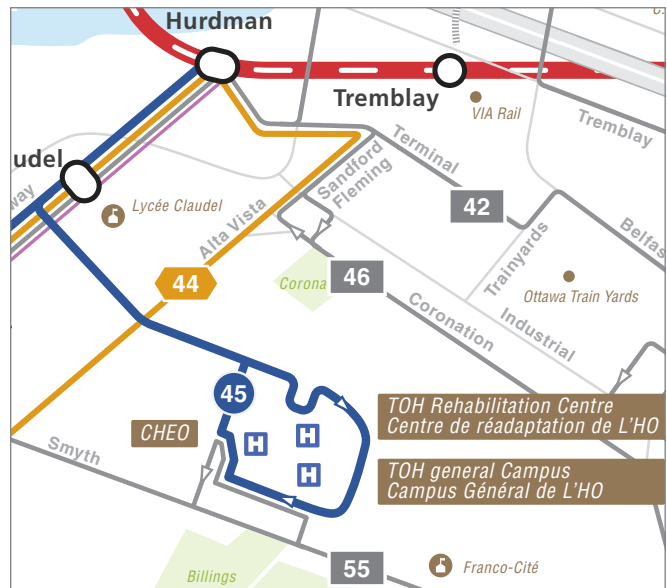 Hurdman
Tremblay
VIA Rail
Tremblay
udel
way
Lycée Claudel
Alta Vista
Sandford
Fleming
Terminal
42
Belfas
Trainyards
Ottawa Train Yards
44
Corona
46
Coronation
Industrial
45
CHEO
H
H
H
TOH Rehabilitation Centre
Centre de réadaptation de L'HO
TOH general Campus
Campus Général de L'HO
Smyth
55
Billings
Franco-Cité